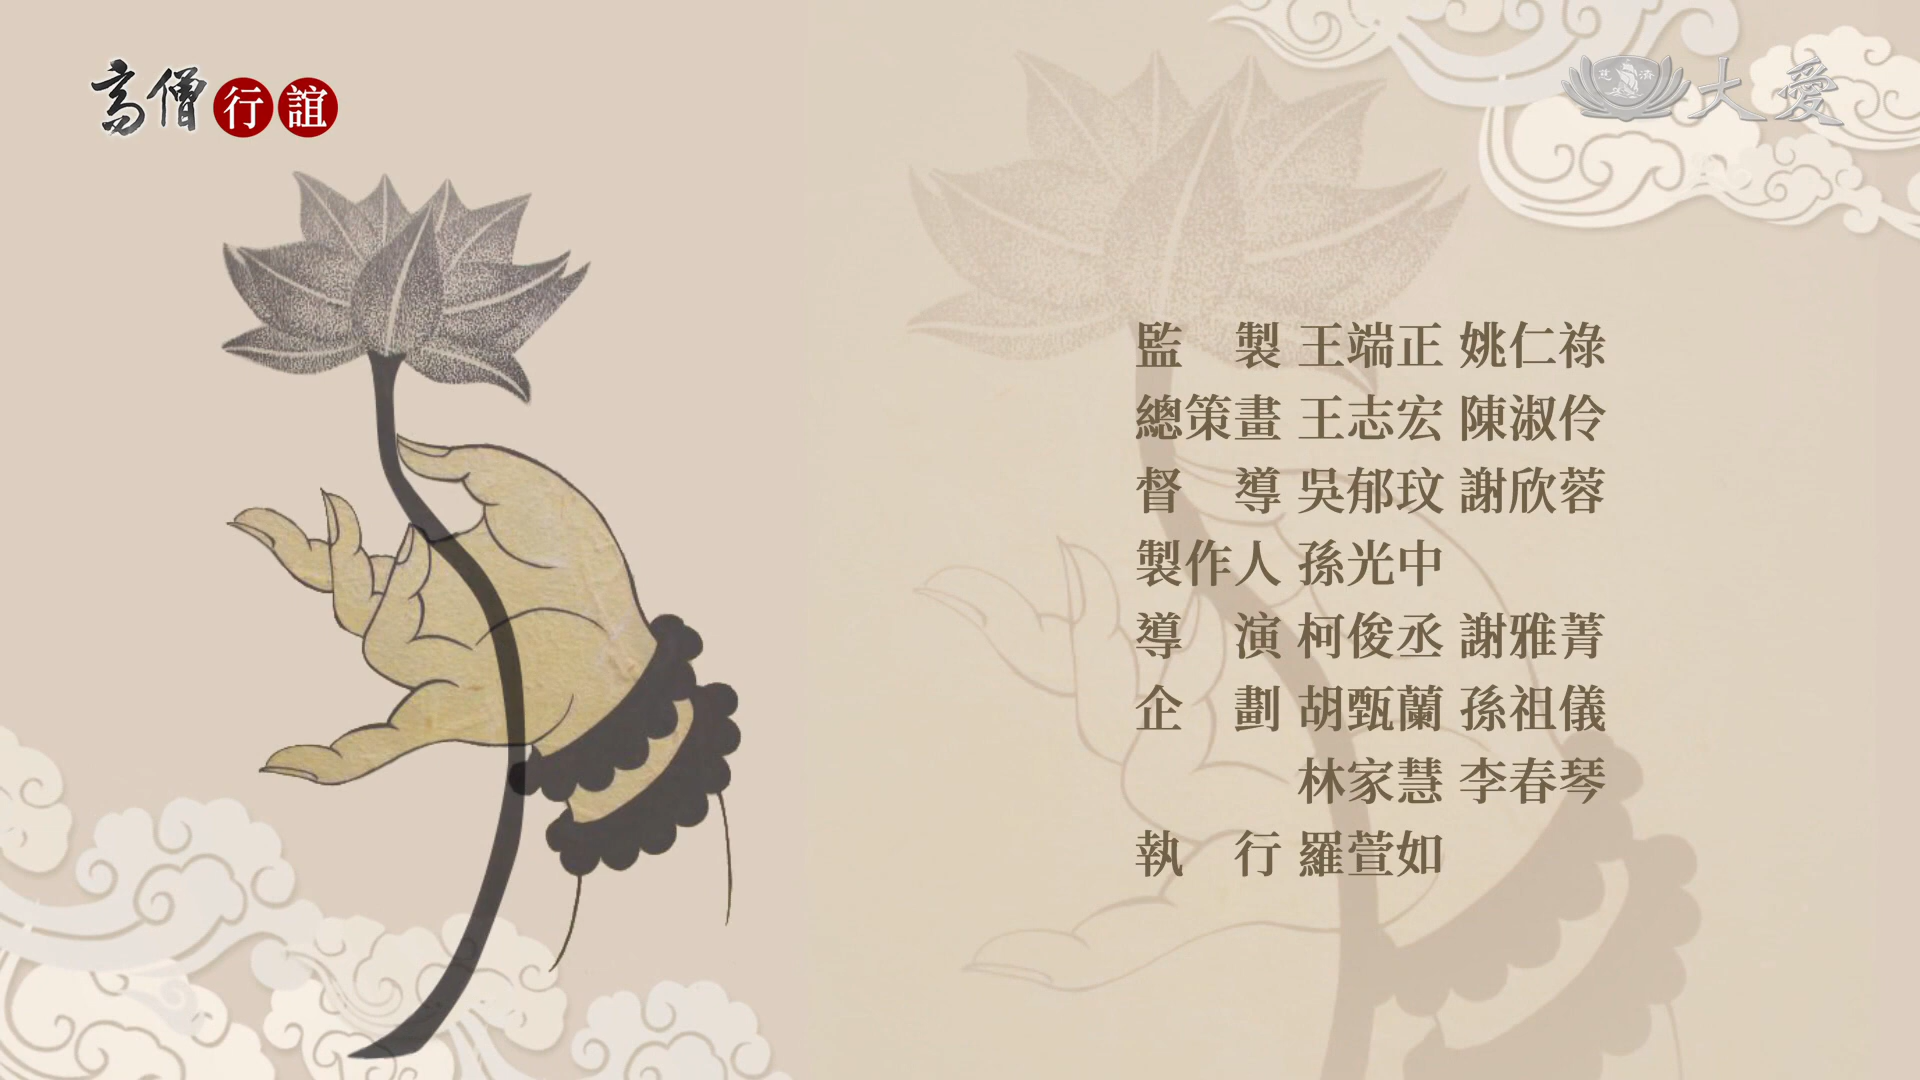 高僧行誼
大愛
慈濟
監　製 王端正 姚仁祿
總策畫 王志宏 陳淑伶
督　導 吳郁玟 謝欣蓉
製作人 孫光中
導　演 柯俊丞 謝雅菁
企　劃 胡甄蘭 孫祖儀
林家慧 李春琴
執　行 羅萱如